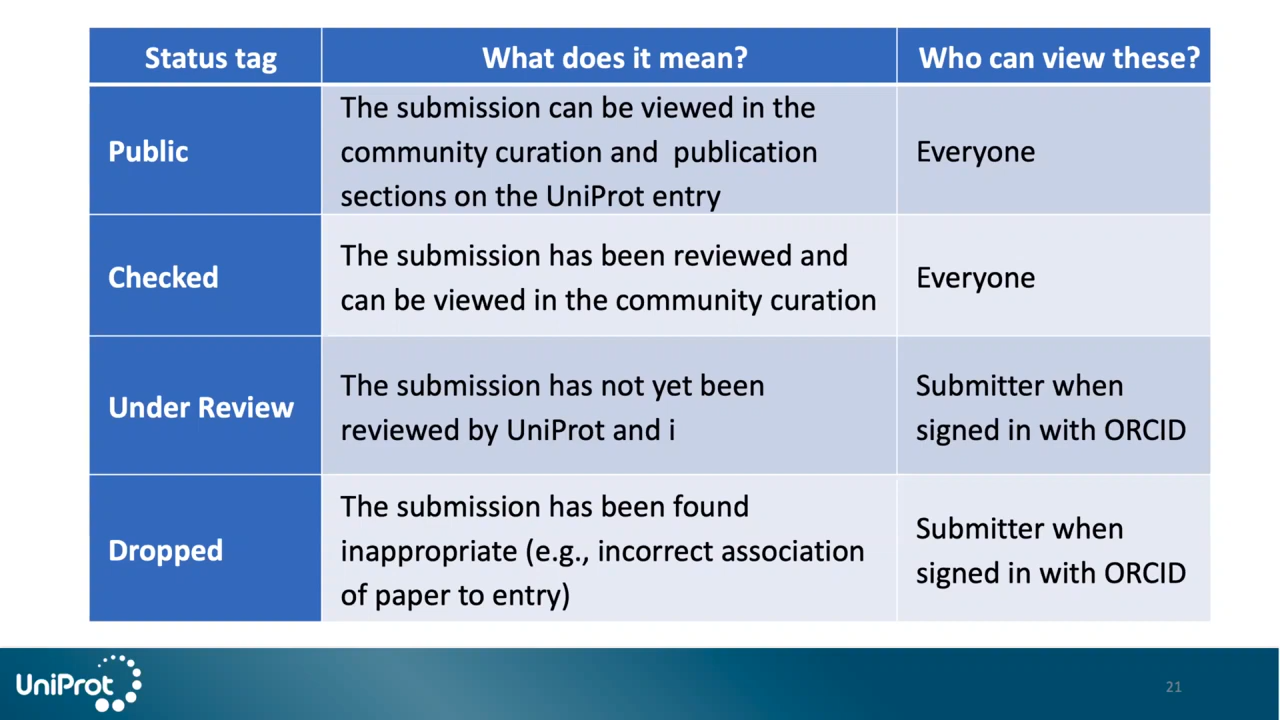 Status tag
What does it mean?
Who can view these?
Public
The submission can be viewed in the
community curation and  publication
sections on the UniProt entry
Everyone
Checked
The submission has been reviewed and
can be viewed in the community curation
Everyone
Under Review
The submission has not yet been
reviewed by UniProt and i
Submitter when
signed in with ORCID
Dropped
The submission has been found
inappropriate (e.g., incorrect association
of paper to entry)
Submitter when
signed in with ORCID
UniProt
21